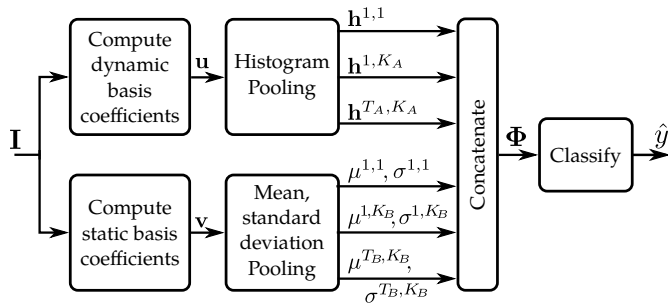 I
Compute
dynamic
basis
coefficients
u
Histogram
Pooling
h^{1,1}
h^{1,K_A}
h^{T_A,K_A}
Compute
static basis
coefficients
v
Mean,
standard
deviation
Pooling
μ^{1,1}, σ^{1,1}
μ^{1,K_B}, σ^{1,K_B}
μ^{T_B,K_B},
σ^{T_B,K_B}
Concatenate
Φ
Classify
ŷ